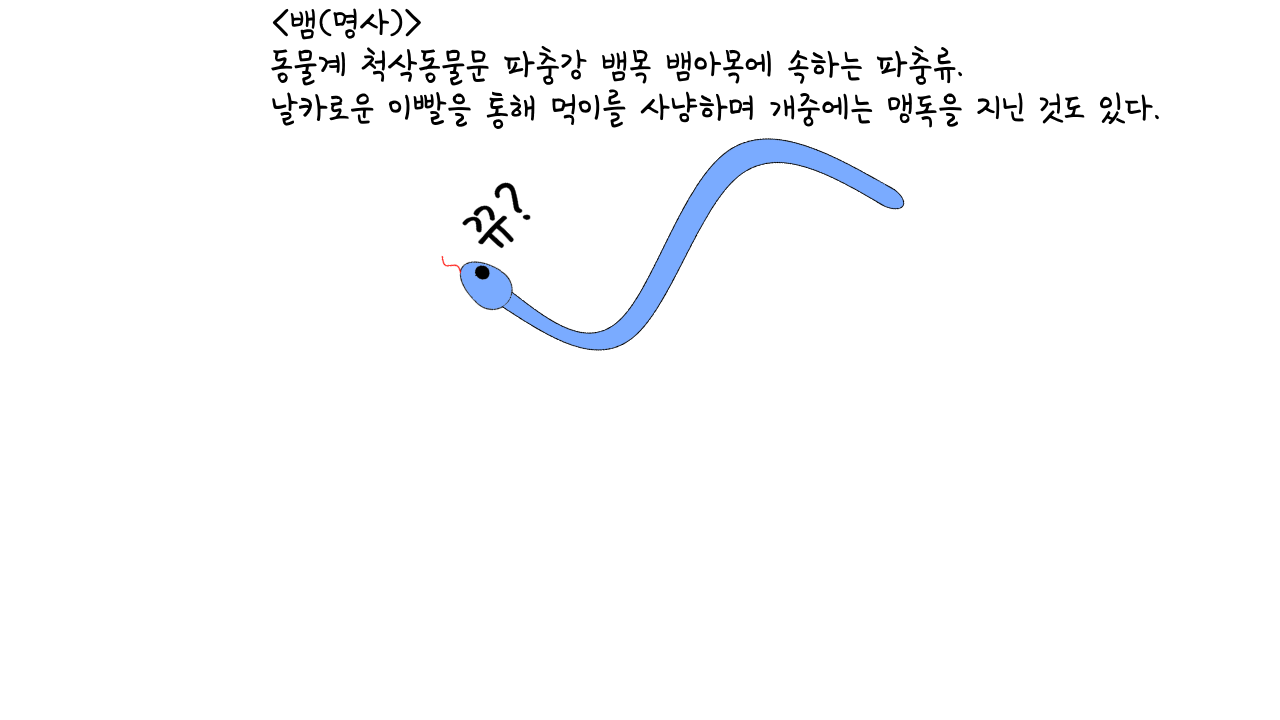 <뱀(명사)>
동물계 척삭동물문 파충강 뱀목 뱀아목에 속하는 파충류.
날카로운 이빨을 통해 먹이를 사냥하며 개중에는 맹독을 지닌 것도 있다.
뀨?